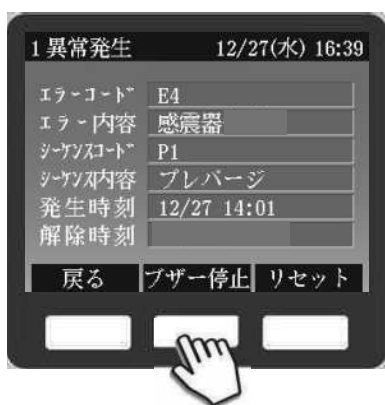 1 異常発生 12/27(水) 16:39
エラーコード E4
エラー内容 感震器
シーケンスコード P1
シーケンス内容 プレパージ
発生時刻 12/27 14:01
解除時刻
戻る ブザー停止 リセット